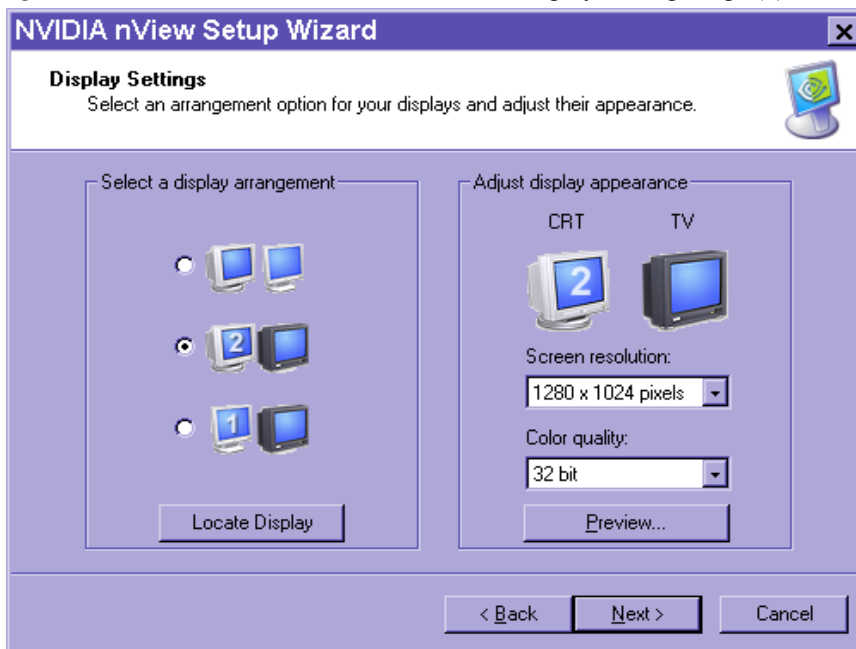 NVIDIA nView Setup Wizard
Display Settings
Select an arrangement option for your displays and adjust their appearance.
Select a display arrangement
2
1
Locate Display
Adjust display appearance
CRT TV
2
Screen resolution:
1280 x 1024 pixels
Color quality:
32 bit
Preview...
< Back Next > Cancel